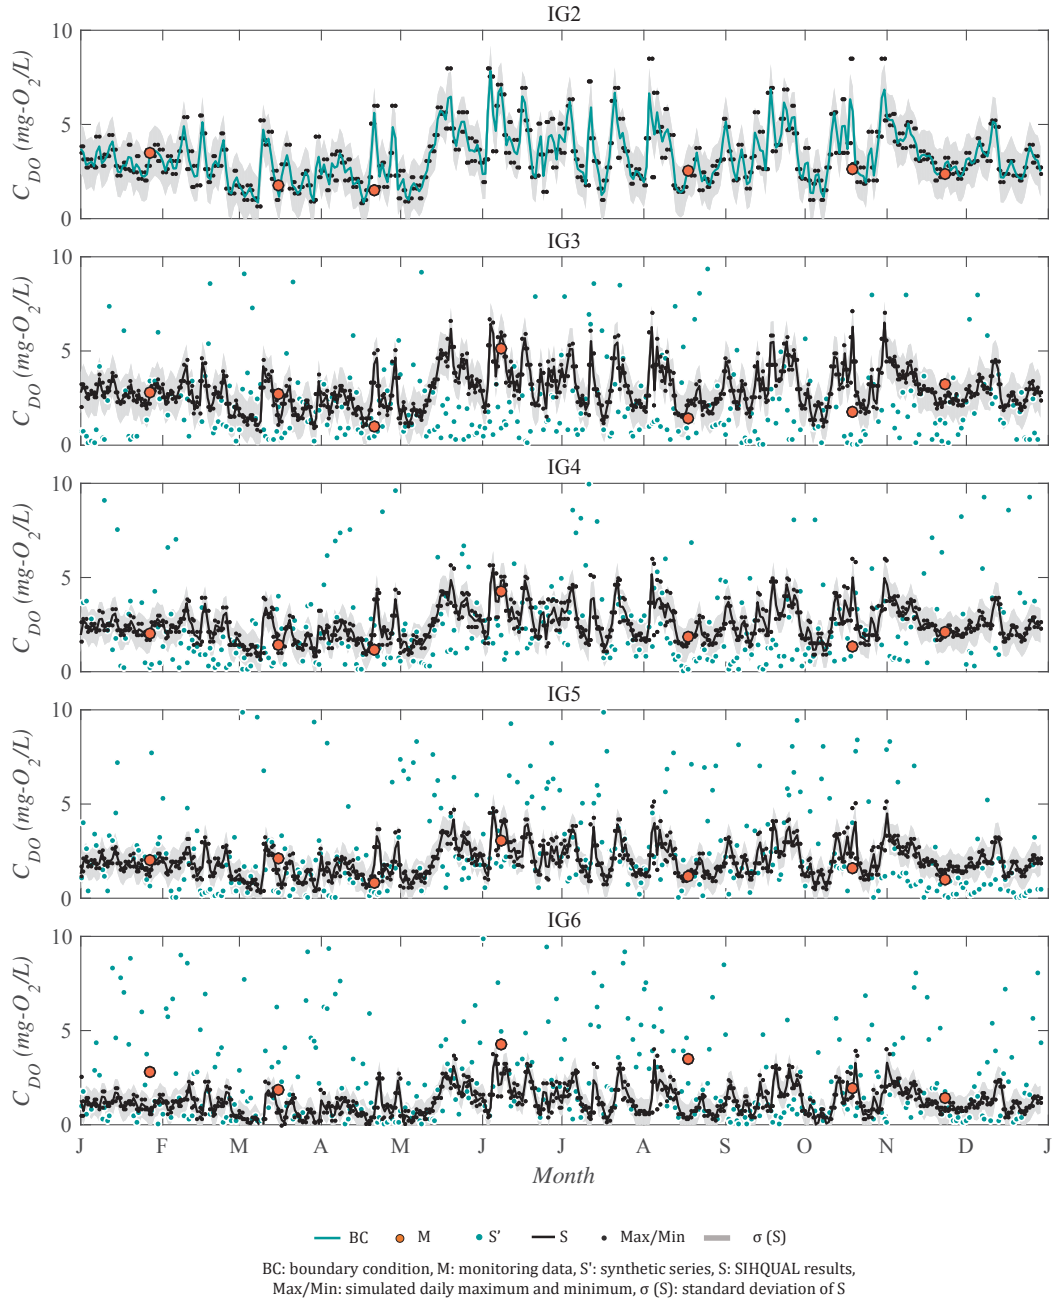 IG2
10
5
0
C_DO (mg-O_2/L)
IG3
10
5
0
C_DO (mg-O_2/L)
IG4
10
5
0
C_DO (mg-O_2/L)
IG5
10
5
0
C_DO (mg-O_2/L)
IG6
10
5
0
C_DO (mg-O_2/L)
J F M A M J J A S O N D J
Month
BC M S' S Max/Min σ (S)
BC: boundary condition, M: monitoring data, S': synthetic series, S: SIHQUAL results,
Max/Min: simulated daily maximum and minimum, σ (S): standard deviation of S